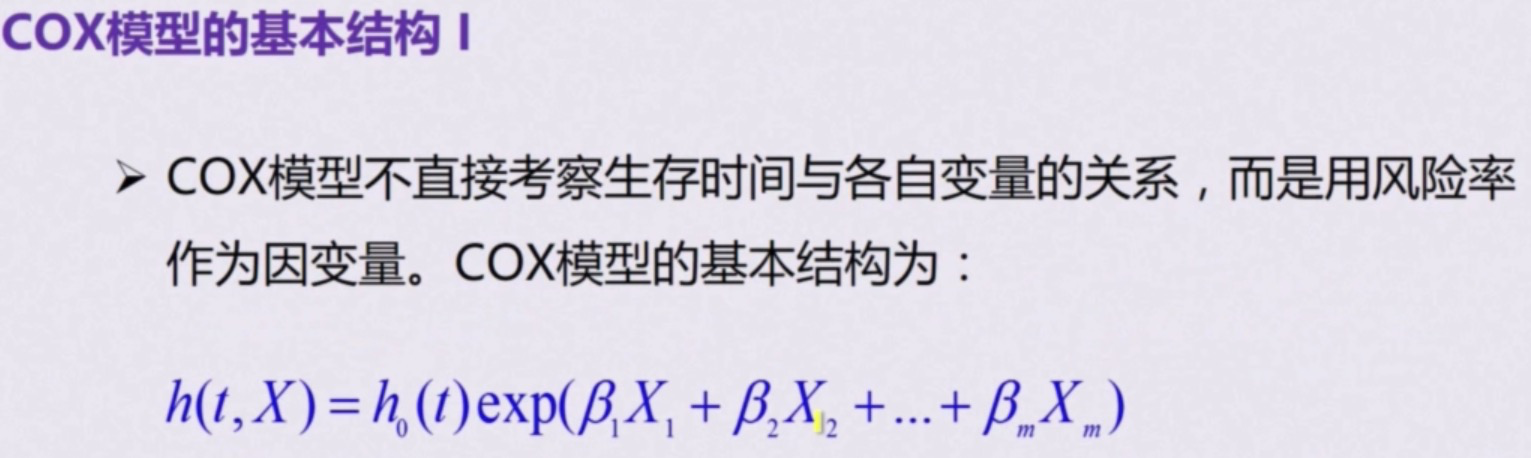 COX模型的基本结构 I
➢ COX模型不直接考察生存时间与各自变量的关系，而是用风险率
作为因变量。COX模型的基本结构为：
h(t, X) = h₀(t)exp(β₁X₁ + β₂X₂ +...+ βₘXₘ)